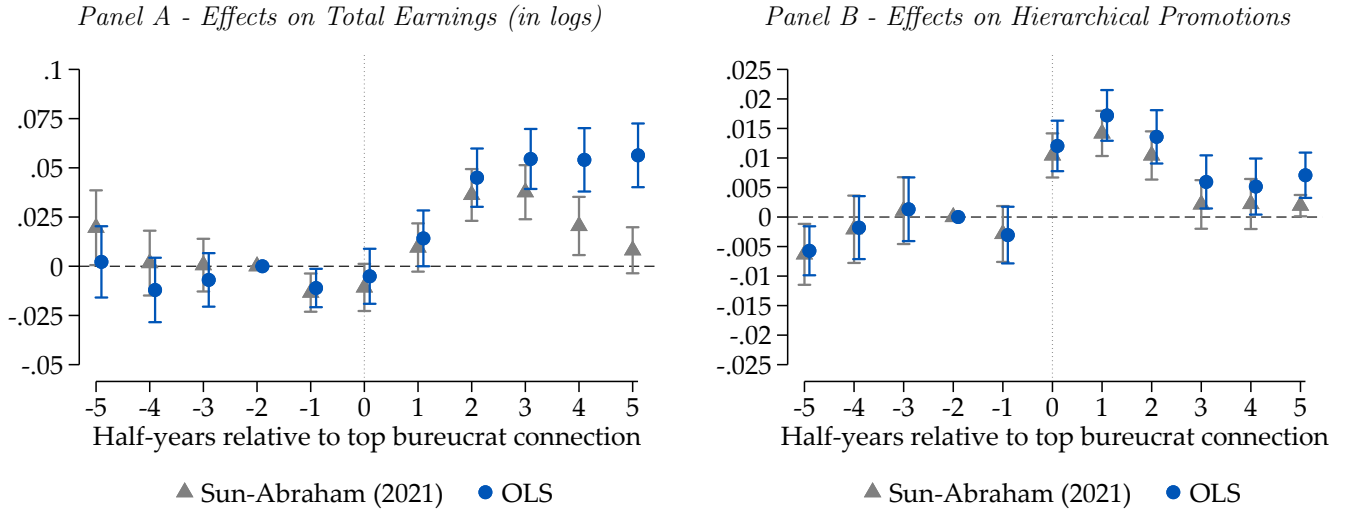 Panel A - Effects on Total Earnings (in logs)
.1
.075
.05
.025
0
-.025
-.05
-5 -4 -3 -2 -1 0 1 2 3 4 5
Half-years relative to top bureucrat connection
Sun-Abraham (2021) OLS
Panel B - Effects on Hierarchical Promotions
.025
.02
.015
.01
.005
0
-.005
-.01
-.015
-.02
-.025
-5 -4 -3 -2 -1 0 1 2 3 4 5
Half-years relative to top bureucrat connection
Sun-Abraham (2021) OLS